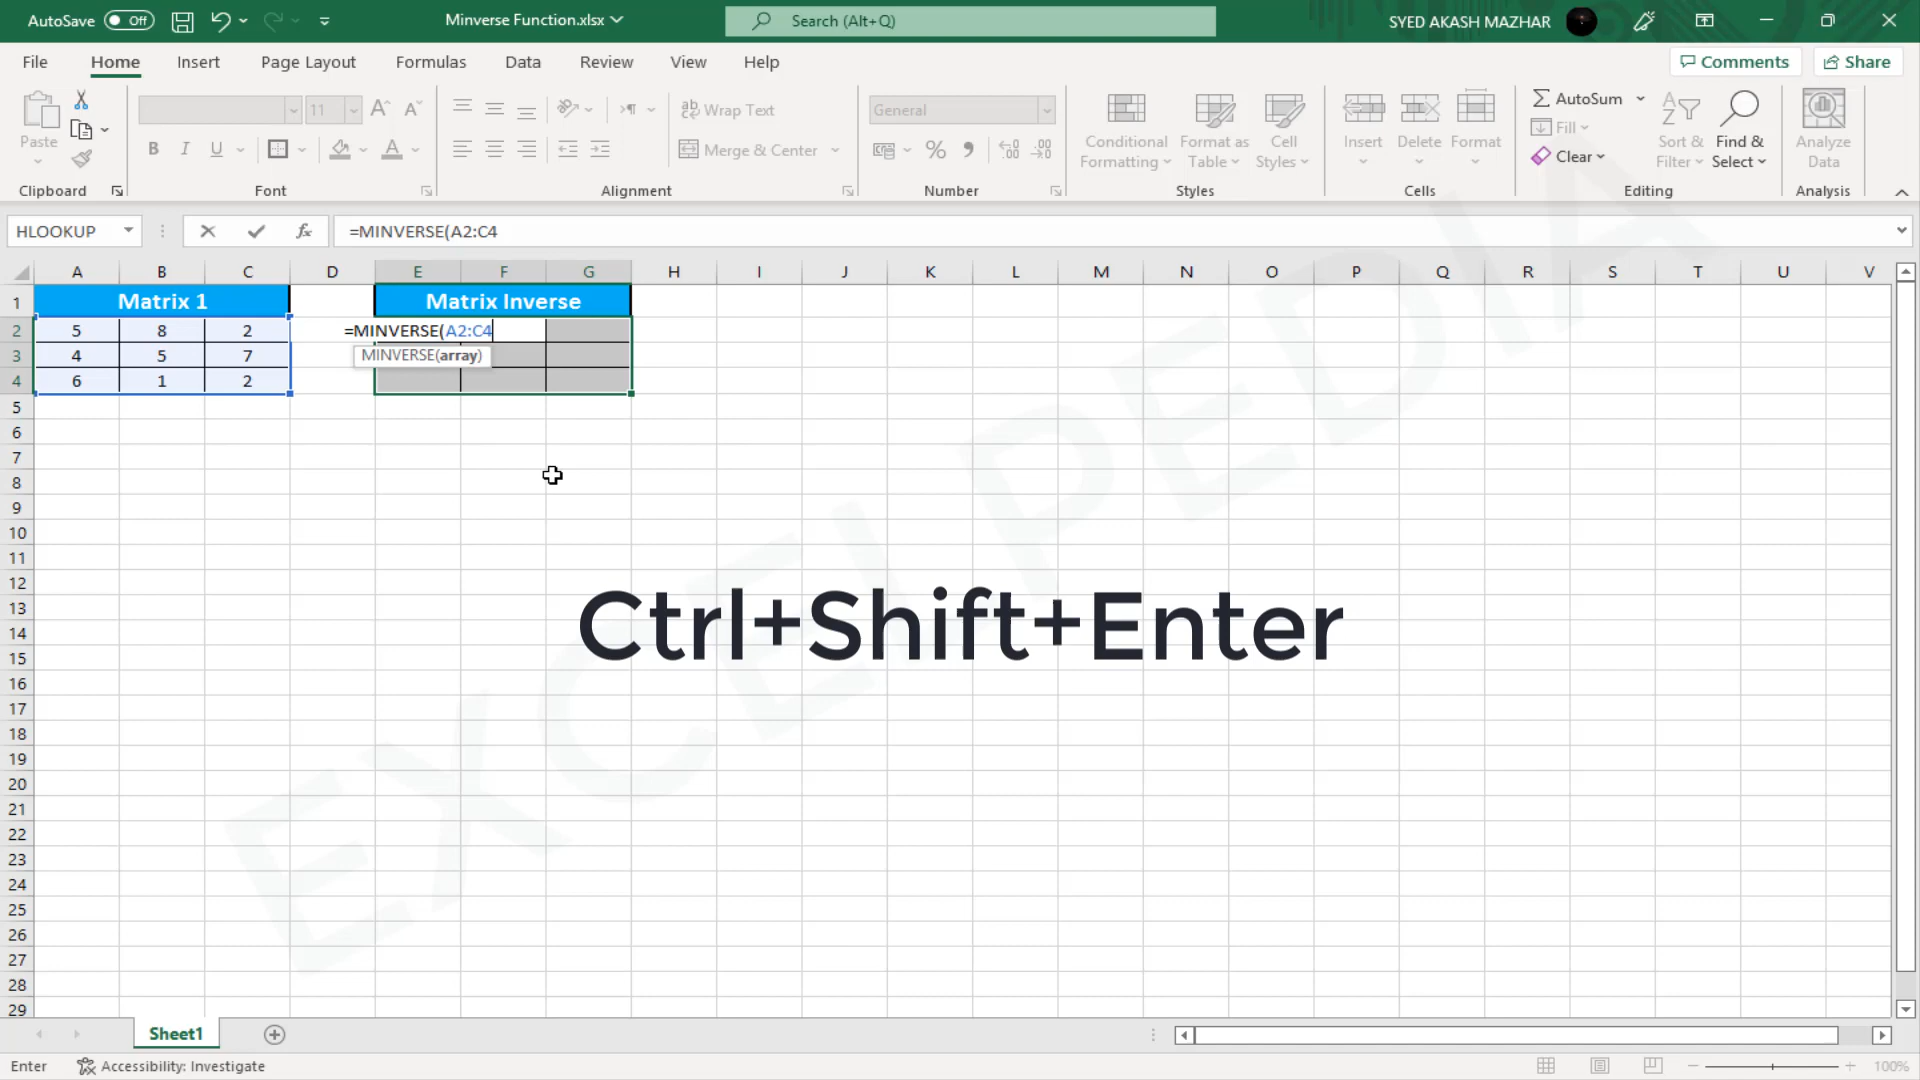 AutoSave Off Minverse Function.xlsx Search (Alt+Q) SYED AKASH MAZHAR
File Home Insert Page Layout Formulas Data Review View Help Comments Share
Paste
Clipboard
11
B I U A
Font
Wrap Text
Merge & Center
Alignment
General
% 
Number
Conditional Formatting
Format as Table
Cell Styles
Styles
Insert Delete Format
Cells
AutoSum
Fill
Clear
Sort & Filter
Find & Select
Editing
Analyze Data
Analysis
HLOOKUP fx =MINVERSE(A2:C4
A B C D E F G H I J K L M N O P Q R S T U V
1 Matrix 1 Matrix Inverse
2 5 8 2 =MINVERSE(A2:C4
3 4 5 7 MINVERSE(array)
4 6 1 2
5
6
7
8
9
10
11
12
13
Ctrl+Shift+Enter
14
15
16
17
18
19
20
21
22
23
24
25
26
27
28
29
EXCELPEDIA
Sheet1
Enter Accessibility: Investigate 100%